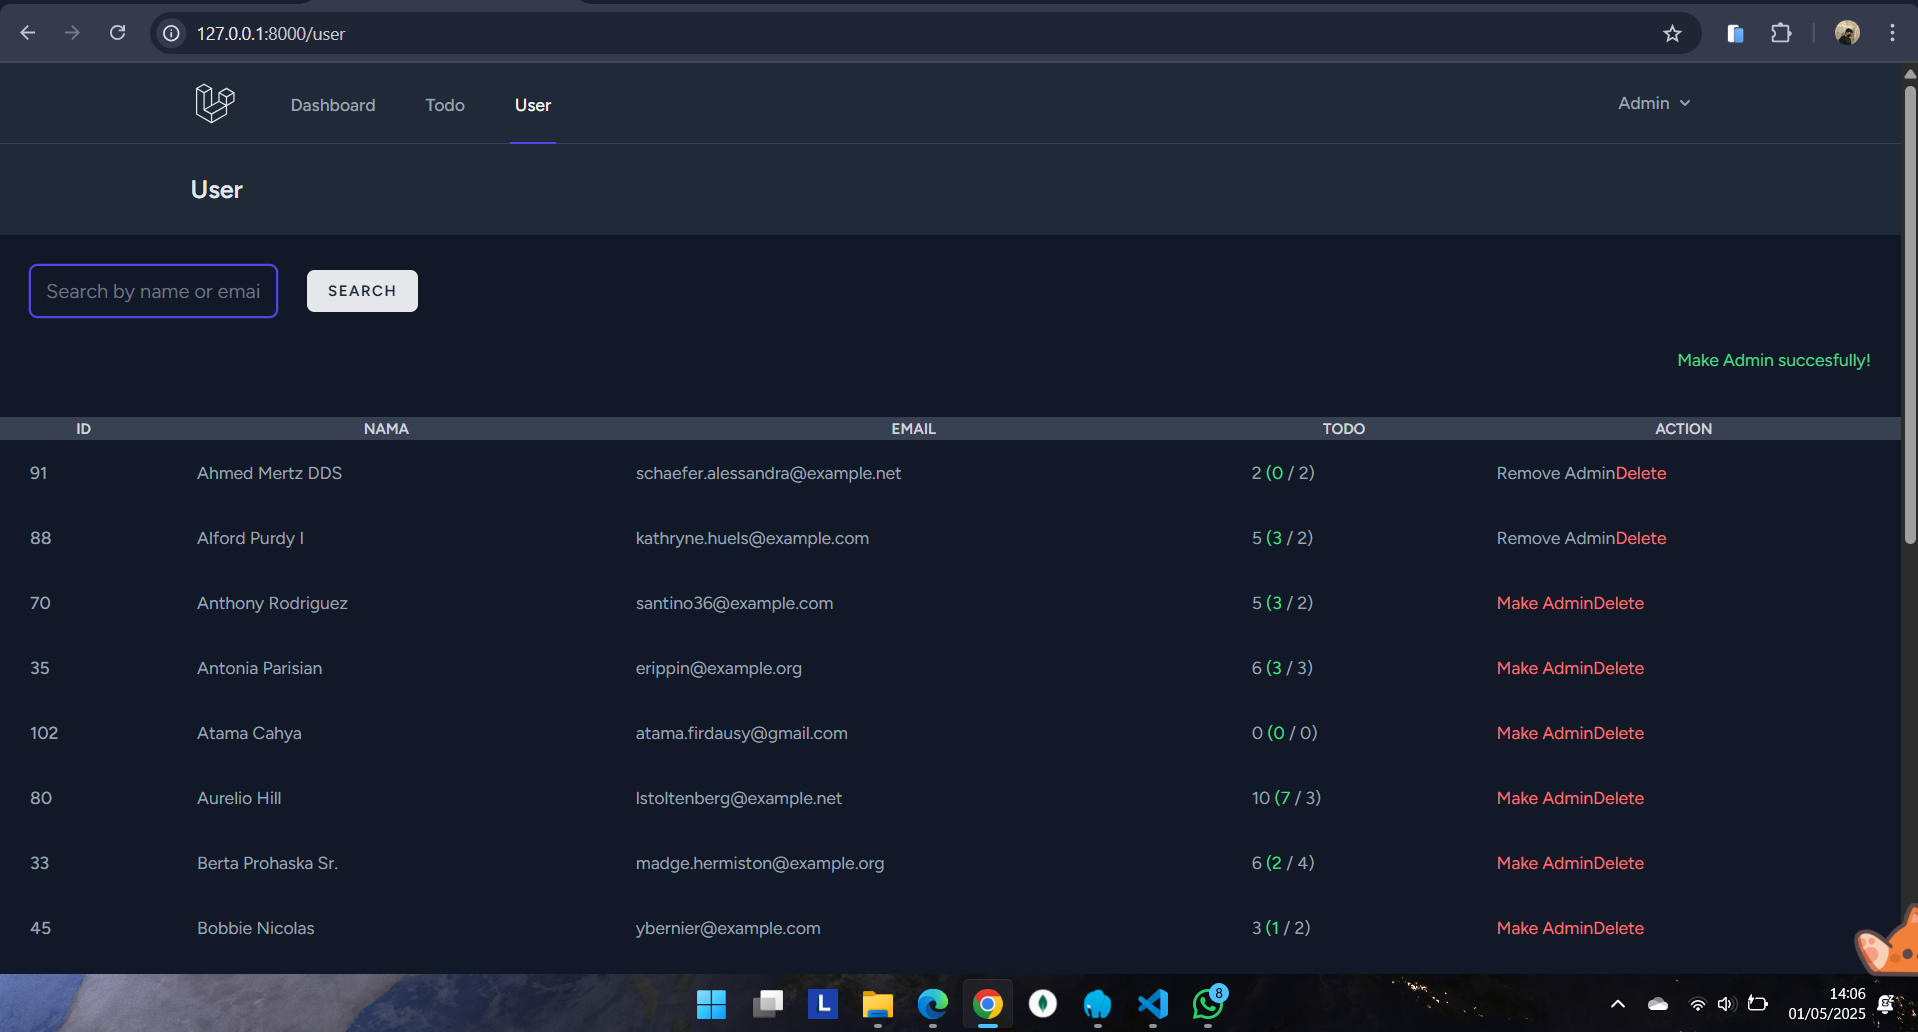 127.0.0.1:8000/user
Dashboard Todo User Admin
User
Search by name or emai SEARCH
Make Admin succesfully!
ID NAMA EMAIL TODO ACTION
91 Ahmed Mertz DDS schaefer.alessandra@example.net 2 (0 / 2) Remove AdminDelete
88 Alford Purdy I kathryne.huels@example.com 5 (3 / 2) Remove AdminDelete
70 Anthony Rodriguez santino36@example.com 5 (3 / 2) Make AdminDelete
35 Antonia Parisian erippin@example.org 6 (3 / 3) Make AdminDelete
102 Atama Cahya atama.firdausy@gmail.com 0 (0 / 0) Make AdminDelete
80 Aurelio Hill lstoltenberg@example.net 10 (7 / 3) Make AdminDelete
33 Berta Prohaska Sr. madge.hermiston@example.org 6 (2 / 4) Make AdminDelete
45 Bobbie Nicolas ybernier@example.com 3 (1 / 2) Make AdminDelete
L 8 14:06
01/05/2025